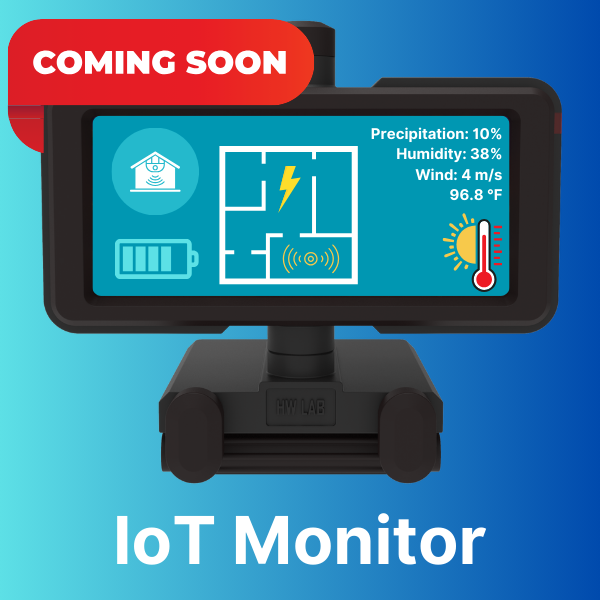 COMING SOON
Precipitation: 10%
Humidity: 38%
Wind: 4 m/s
96.8 °F
HW LAB
IoT Monitor